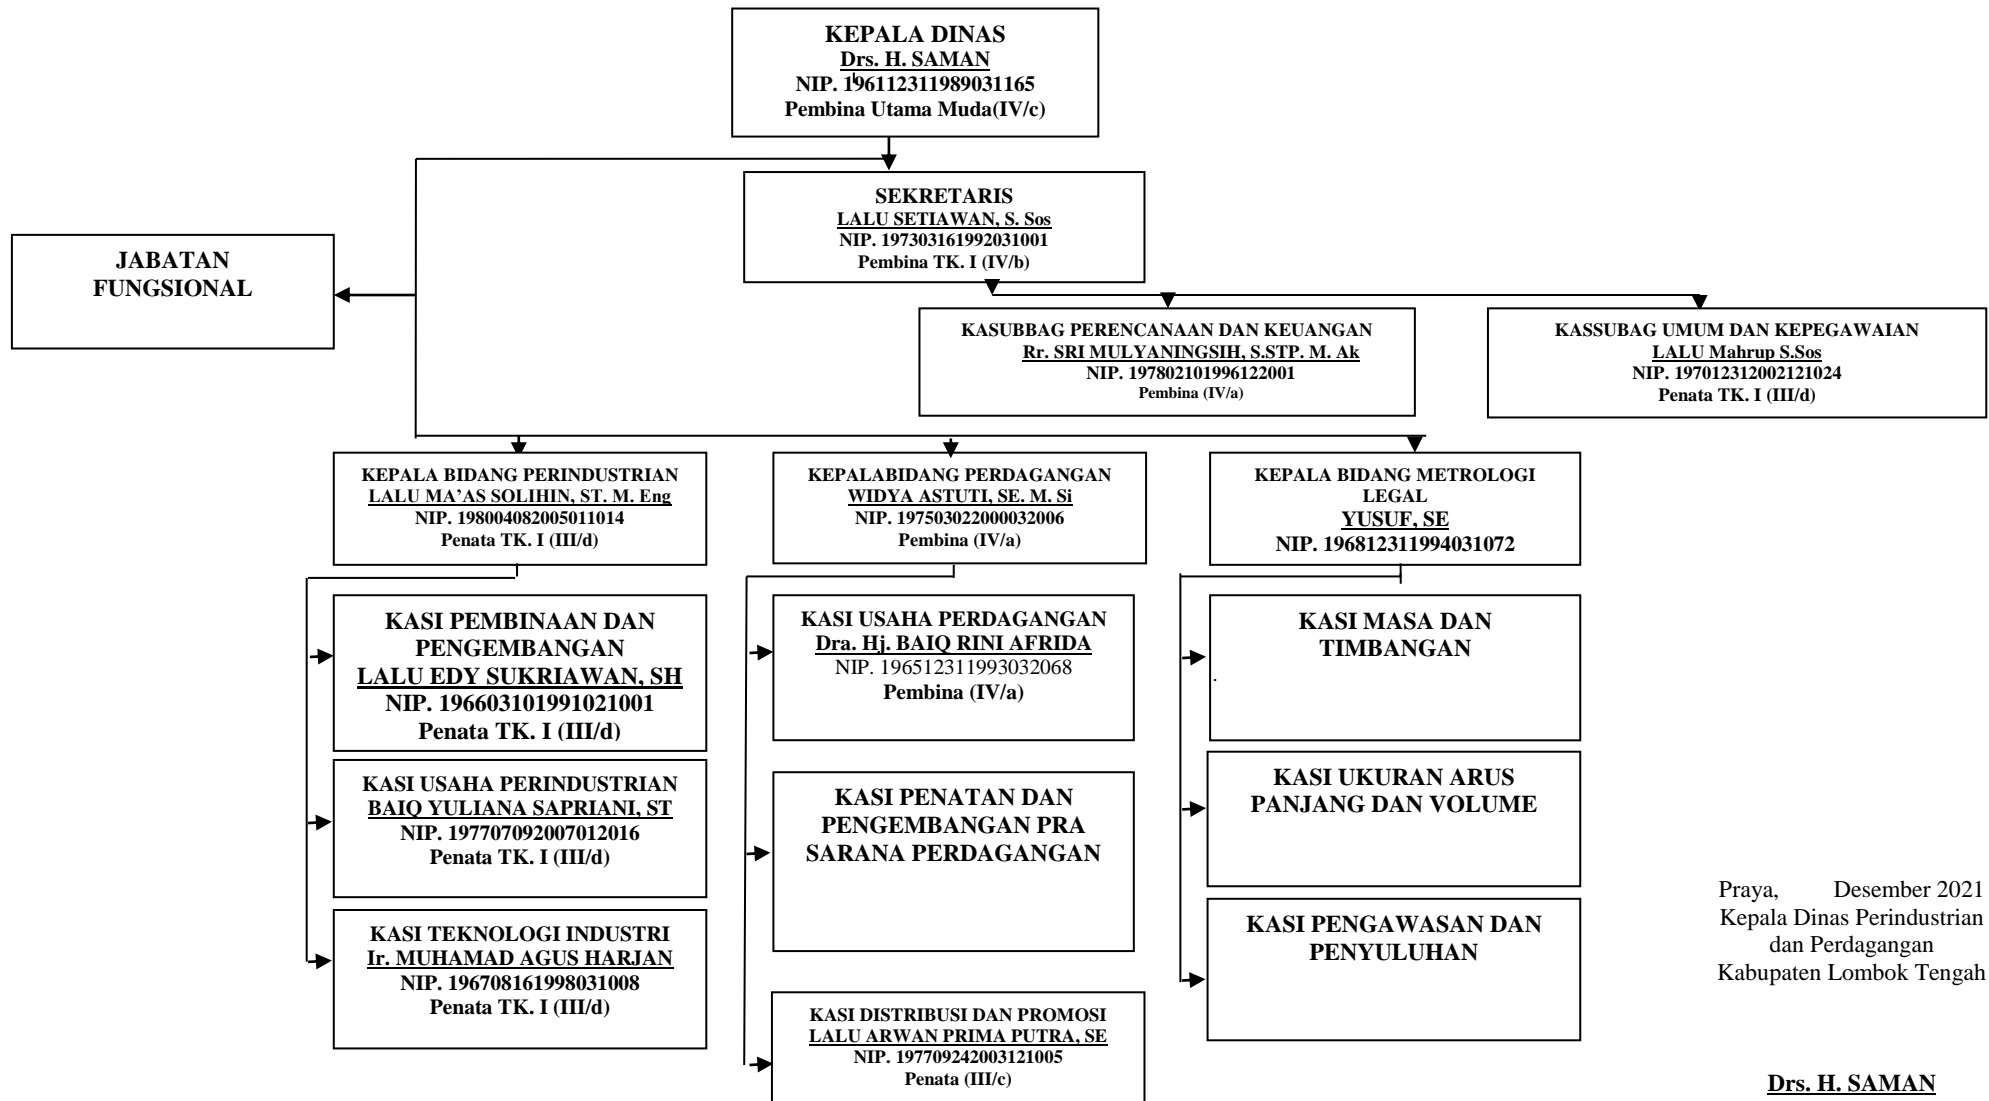 KEPALA DINAS
Drs. H. SAMAN
NIP. 196112311989031165
Pembina Utama Muda(IV/c)
SEKRETARIS
LALU SETIAWAN, S. Sos
NIP. 197303161992031001
Pembina TK. I (IV/b)
JABATAN
FUNGSIONAL
KASUBBAG PERENCANAAN DAN KEUANGAN
Rr. SRI MULYANINGSIH, S.STP. M. Ak
NIP. 197802101996122001
Pembina (IV/a)
KASSUBAG UMUM DAN KEPEGAWAIAN
LALU Mahrup S.Sos
NIP. 197012312002121024
Penata TK. I (III/d)
KEPALA BIDANG PERINDUSTRIAN
LALU MA’AS SOLIHIN, ST. M. Eng
NIP. 198004082005011014
Penata TK. I (III/d)
KEPALABIDANG PERDAGANGAN
WIDYA ASTUTI, SE. M. Si
NIP. 197503022000032006
Pembina (IV/a)
KEPALA BIDANG METROLOGI
LEGAL
YUSUF, SE
NIP. 196812311994031072
KASI PEMBINAAN DAN
PENGEMBANGAN
LALU EDY SUKRIAWAN, SH
NIP. 196603101991021001
Penata TK. I (III/d)
KASI USAHA PERDAGANGAN
Dra. Hj. BAIQ RINI AFRIDA
NIP. 196512311993032068
Pembina (IV/a)
KASI MASA DAN
TIMBANGAN
.
KASI USAHA PERINDUSTRIAN
BAIQ YULIANA SAPRIANI, ST
NIP. 197707092007012016
Penata TK. I (III/d)
KASI PENATAN DAN
PENGEMBANGAN PRA
SARANA PERDAGANGAN
KASI UKURAN ARUS
PANJANG DAN VOLUME
KASI TEKNOLOGI INDUSTRI
Ir. MUHAMAD AGUS HARJAN
NIP. 196708161998031008
Penata TK. I (III/d)
KASI DISTRIBUSI DAN PROMOSI
LALU ARWAN PRIMA PUTRA, SE
NIP. 197709242003121005
Penata (III/c)
KASI PENGAWASAN DAN
PENYULUHAN
Praya, Desember 2021
Kepala Dinas Perindustrian
dan Perdagangan
Kabupaten Lombok Tengah
Drs. H. SAMAN